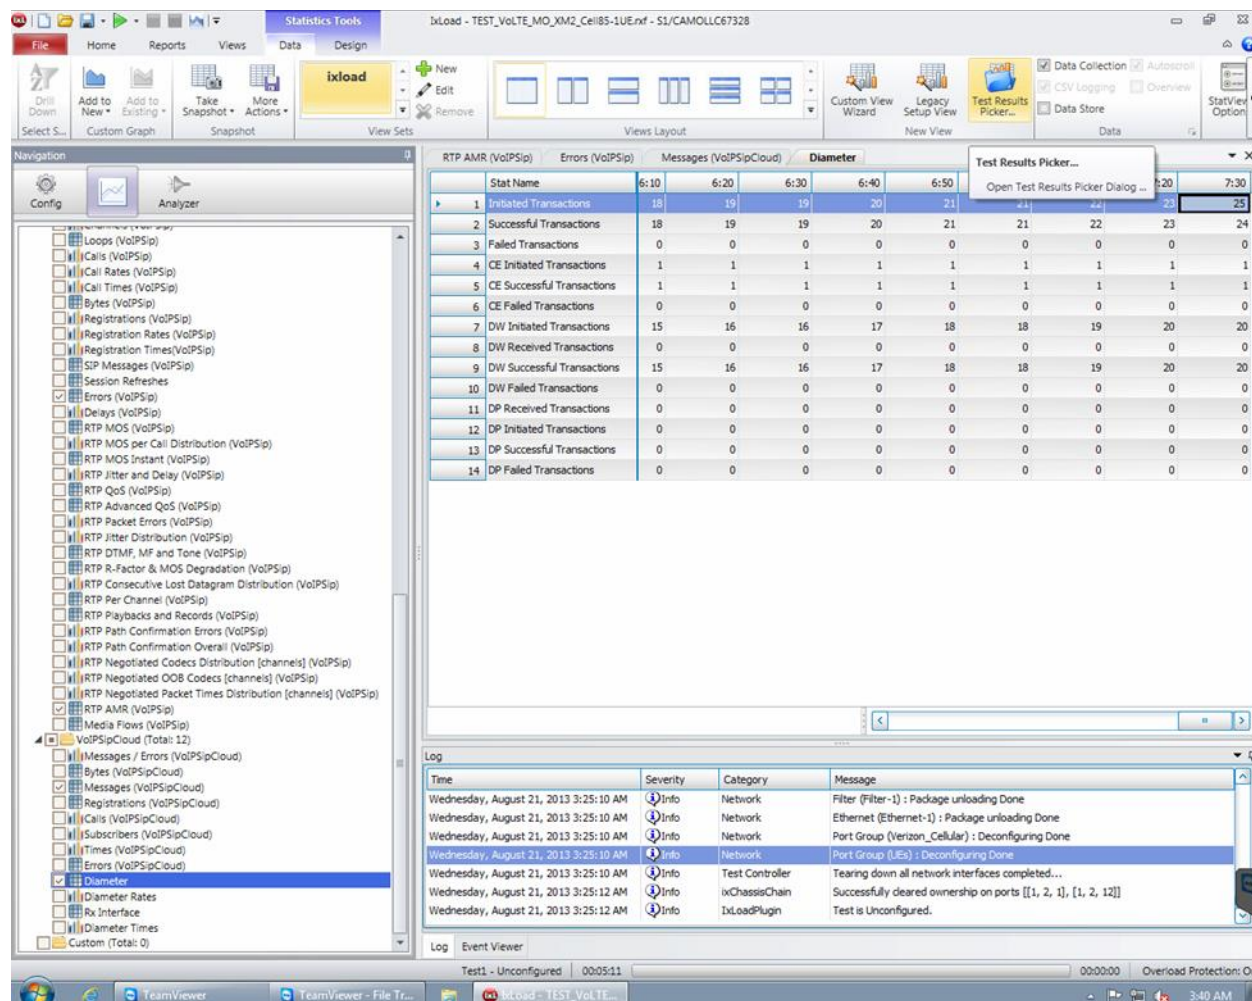 Statistics Tools
IxLoad - TEST_VoLTE_MO_XM2_Cell85-1UE.rxf - S1/CAMOLLC67328
File Home Reports Views Data Design
Drill Down
Add to New
Add to Existing
Take Snapshot
More Actions
ixload
New
Edit
Remove
Custom View Wizard
Legacy Setup View
Test Results Picker...
Data Collection Autoscroll
CSV Logging Overview
Data Store
StatView Option
Select S... Custom Graph Snapshot View Sets Views Layout New View Data
Navigation
Config
Analyzer
Loops (VoIPSip)
Calls (VoIPSip)
Call Rates (VoIPSip)
Call Times (VoIPSip)
Bytes (VoIPSip)
Registrations (VoIPSip)
Registration Rates (VoIPSip)
Registration Times(VoIPSip)
SIP Messages (VoIPSip)
Session Refreshes
Errors (VoIPSip)
Delays (VoIPSip)
RTP MOS (VoIPSip)
RTP MOS per Call Distribution (VoIPSip)
RTP MOS Instant (VoIPSip)
RTP Jitter and Delay (VoIPSip)
RTP QoS (VoIPSip)
RTP Advanced QoS (VoIPSip)
RTP Packet Errors (VoIPSip)
RTP Jitter Distribution (VoIPSip)
RTP DTMF, MF and Tone (VoIPSip)
RTP R-Factor & MOS Degradation (VoIPSip)
RTP Consecutive Lost Datagram Distribution (VoIPSip)
RTP Per Channel (VoIPSip)
RTP Playbacks and Records (VoIPSip)
RTP Path Confirmation Errors (VoIPSip)
RTP Path Confirmation Overall (VoIPSip)
RTP Negotiated Codecs Distribution [channels] (VoIPSip)
RTP Negotiated OOB Codecs [channels] (VoIPSip)
RTP Negotiated Packet Times Distribution [channels] (VoIPSip)
RTP AMR (VoIPSip)
Media Flows (VoIPSip)
VoIPSipCloud (Total: 12)
Messages / Errors (VoIPSipCloud)
Bytes (VoIPSipCloud)
Messages (VoIPSipCloud)
Registrations (VoIPSipCloud)
Calls (VoIPSipCloud)
Subscribers (VoIPSipCloud)
Times (VoIPSipCloud)
Errors (VoIPSipCloud)
Diameter
Diameter Rates
Rx Interface
Diameter Times
Custom (Total: 0)
RTP AMR (VoIPSip) Errors (VoIPSip) Messages (VoIPSipCloud) Diameter
Test Results Picker...
Open Test Results Picker Dialog ...
Stat Name 6:10 6:20 6:30 6:40 6:50 7:20 7:30
1 Initiated Transactions 18 19 19 20 21 21 22 23 25
2 Successful Transactions 18 19 19 20 21 21 22 23 24
3 Failed Transactions 0 0 0 0 0 0 0 0 0
4 CE Initiated Transactions 1 1 1 1 1 1 1 1 1
5 CE Successful Transactions 1 1 1 1 1 1 1 1 1
6 CE Failed Transactions 0 0 0 0 0 0 0 0 0
7 DW Initiated Transactions 15 16 16 17 18 18 19 20 20
8 DW Received Transactions 0 0 0 0 0 0 0 0 0
9 DW Successful Transactions 15 16 16 17 18 18 19 20 20
10 DW Failed Transactions 0 0 0 0 0 0 0 0 0
11 DP Received Transactions 0 0 0 0 0 0 0 0 0
12 DP Initiated Transactions 0 0 0 0 0 0 0 0 0
13 DP Successful Transactions 0 0 0 0 0 0 0 0 0
14 DP Failed Transactions 0 0 0 0 0 0 0 0 0
Log
Time Severity Category Message
Wednesday, August 21, 2013 3:25:10 AM Info Network Filter (Filter-1) : Package unloading Done
Wednesday, August 21, 2013 3:25:10 AM Info Network Ethernet (Ethernet-1) : Package unloading Done
Wednesday, August 21, 2013 3:25:10 AM Info Network Port Group (Verizon_Cellular) : Deconfiguring Done
Wednesday, August 21, 2013 3:25:10 AM Info Network Port Group (UEs) : Deconfiguring Done
Wednesday, August 21, 2013 3:25:10 AM Info Test Controller Tearing down all network interfaces completed...
Wednesday, August 21, 2013 3:25:12 AM Info ixChassisChain Successfully cleared ownership on ports [[1, 2, 1], [1, 2, 12]]
Wednesday, August 21, 2013 3:25:12 AM Info IxLoadPlugin Test is Unconfigured.
Log Event Viewer
Test1 - Unconfigured 00:05:11 00:00:00 Overload Protection: O
TeamViewer TeamViewer - File Tr... IxLoad - TEST_VoLTE... 3:40 AM